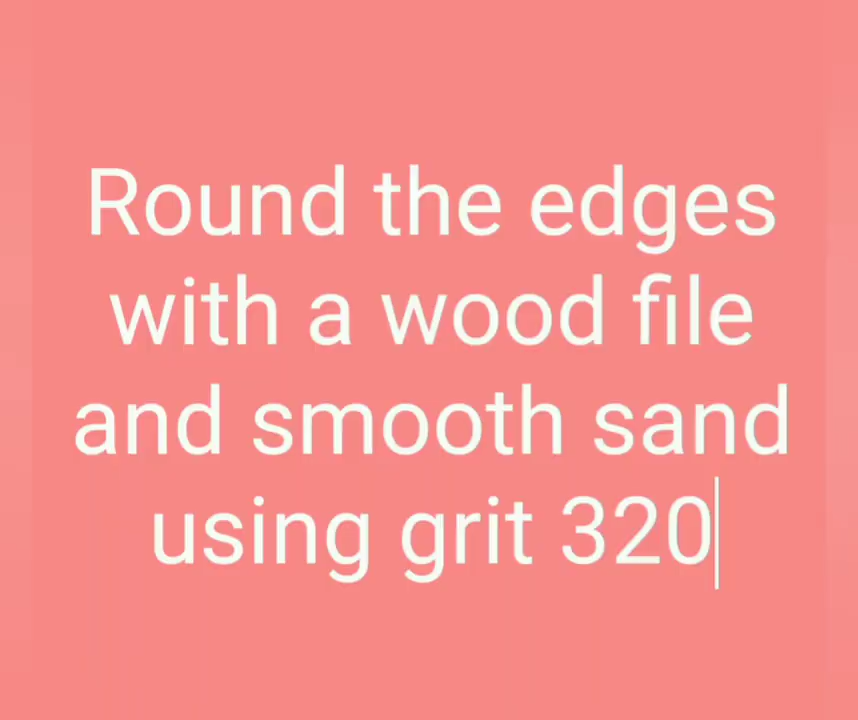 Round the edges
with a wood file
and smooth sand
using grit 320